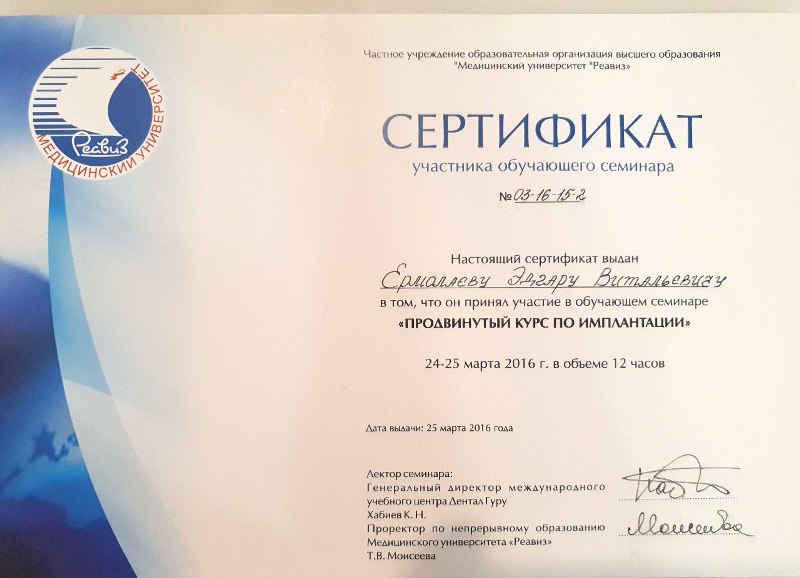 Реавиз
МЕДИЦИНСКИЙ УНИВЕРСИТЕТ
Частное учреждение образовательная организация высшего образования
"Медицинский университет "Реавиз»
СЕРТИФИКАТ
участника обучающего семинара
№ 03-16-15-2
Настоящий сертификат выдан
Ермолаеву Эдгару Витальевичу
в том, что он принял участие в обучающем семинаре
«ПРОДВИНУТЫЙ КУРС ПО ИМПЛАНТАЦИИ»
24-25 марта 2016 г. в объеме 12 часов
Дата выдачи: 25 марта 2016 года
Лектор семинара:
Генеральный директор международного
учебного центра Дентал Гуру
Хабиев К. Н.
Проректор по непрерывному образованию
Медицинского университета «Реавиз»
Т.В. Моисеева